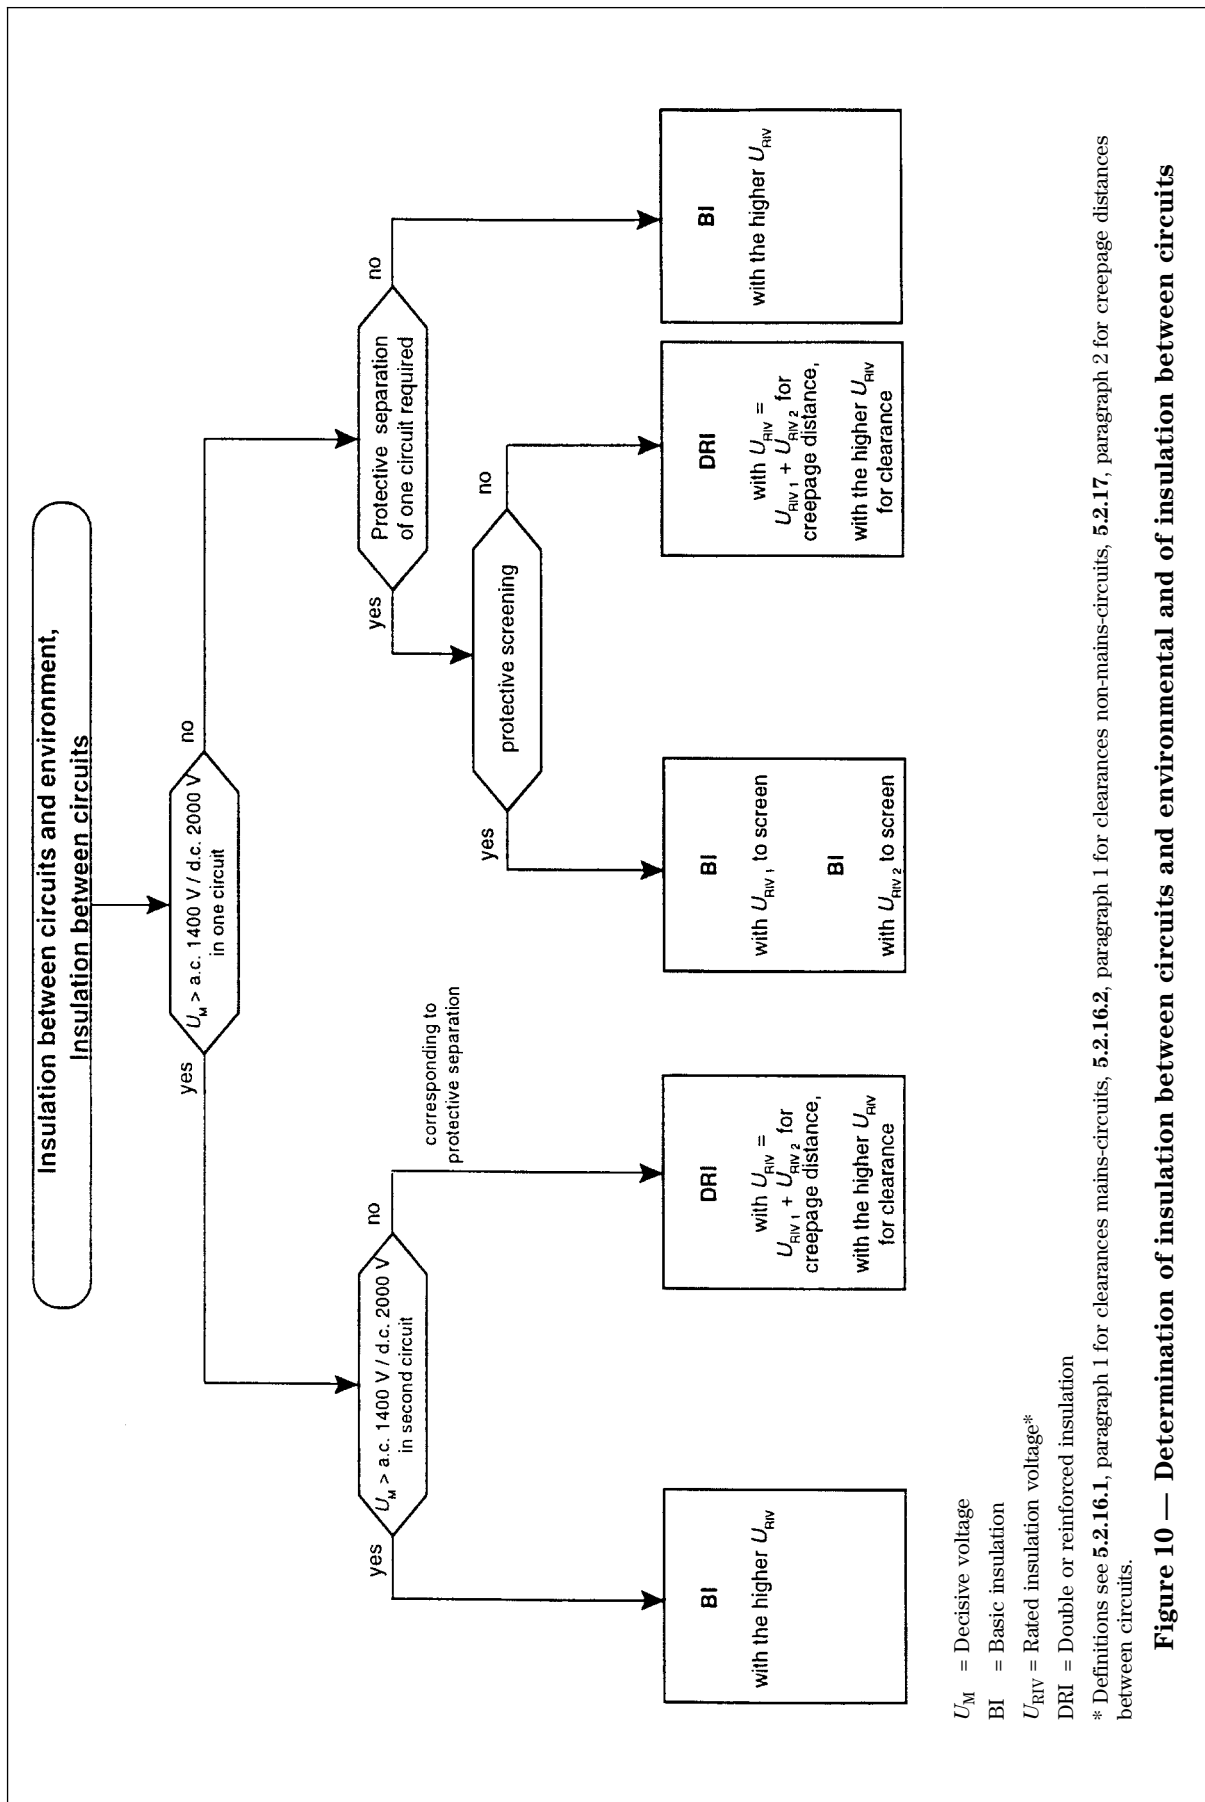 Insulation between circuits and environment,
Insulation between circuits
U_M > a.c. 1400 V / d.c. 2000 V
in one circuit
yes
no
U_M > a.c. 1400 V / d.c. 2000 V
in second circuit
yes
no
corresponding to
protective separation
Protective separation
of one circuit required
yes
no
protective screening
yes
no
BI
with the higher U_RIV
DRI
with U_RIV =
U_RIV 1 + U_RIV 2 for
creepage distance,
with the higher U_RIV
for clearance
BI
with U_RIV 1 to screen
BI
with U_RIV 2 to screen
DRI
with U_RIV =
U_RIV 1 + U_RIV 2 for
creepage distance,
with the higher U_RIV
for clearance
BI
with the higher U_RIV
U_M = Decisive voltage
BI = Basic insulation
U_RIV = Rated insulation voltage*
DRI = Double or reinforced insulation
* Definitions see 5.2.16.1, paragraph 1 for clearances mains-circuits, 5.2.16.2, paragraph 1 for clearances non-mains-circuits, 5.2.17, paragraph 2 for creepage distances
between circuits.
Figure 10 — Determination of insulation between circuits and environmental and of insulation between circuits